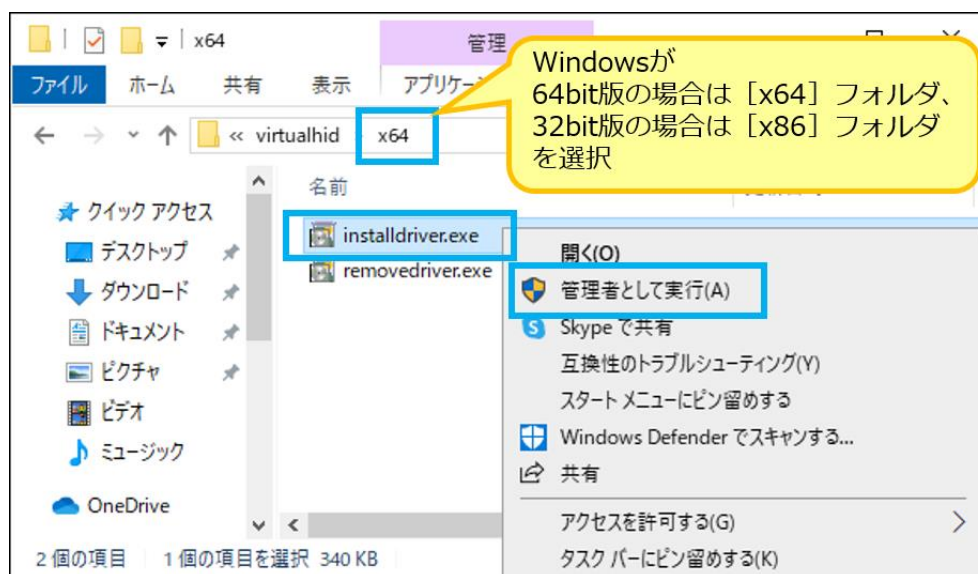 x64
管理
ファイル ホーム 共有 表示
Windowsが
64bit版の場合は［x64］フォルダ、
32bit版の場合は［x86］フォルダ
を選択
« virtualhid x64
名前
クイック アクセス
デスクトップ
ダウンロード
ドキュメント
ピクチャ
ビデオ
ミュージック
OneDrive
installdriver.exe
removedriver.exe
開く(O)
管理者として実行(A)
Skype で共有
互換性のトラブルシューティング(Y)
スタート メニューにピン留めする
Windows Defender でスキャンする...
共有
アクセスを許可する(G)
タスク バーにピン留めする(K)
2 個の項目 1 個の項目を選択 340 KB